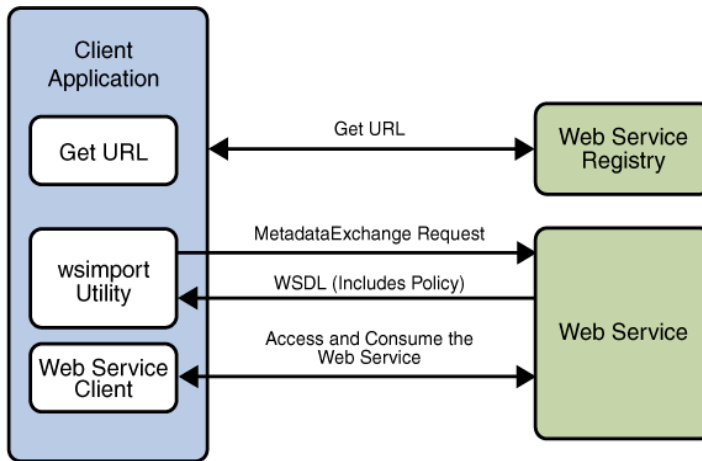 Client
Application
Get URL
Get URL
Web Service
Registry
wsimport
Utility
MetadataExchange Request
WSDL (Includes Policy)
Web Service
Web Service
Client
Access and Consume the
Web Service